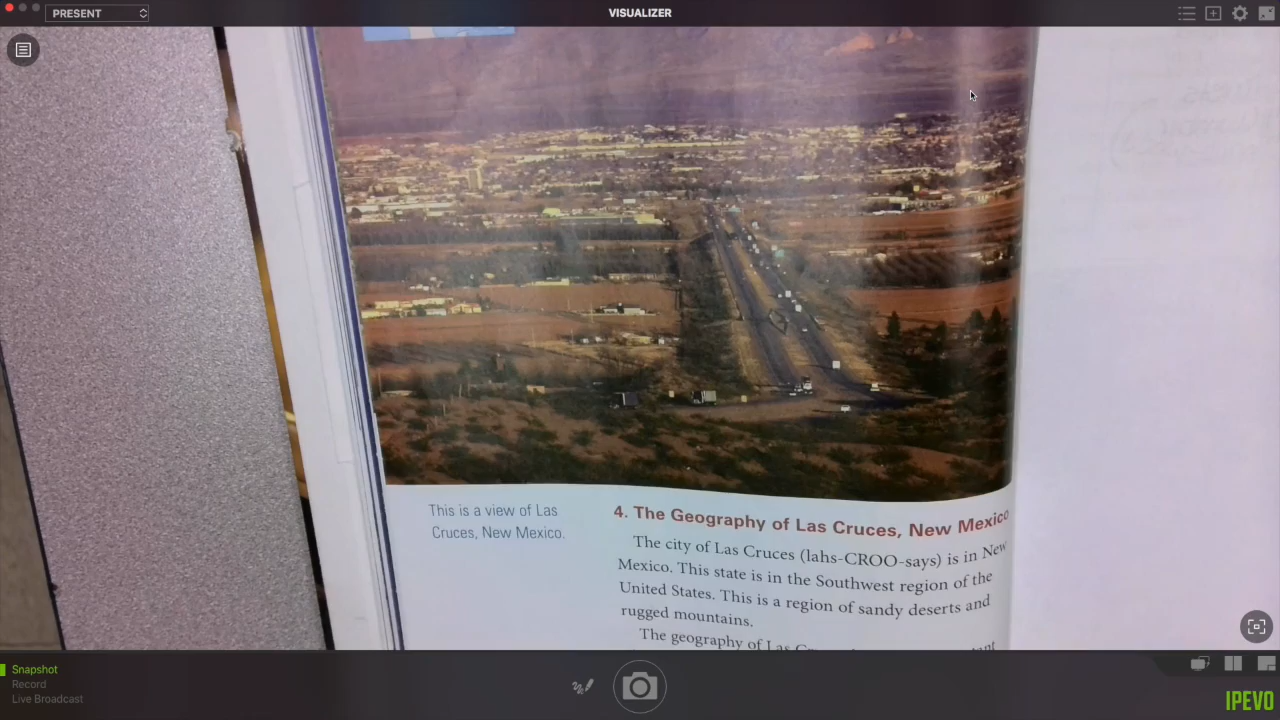 PRESENT
VISUALIZER
This is a view of Las
Cruces, New Mexico.
4. The Geography of Las Cruces, New Mexico
The city of Las Cruces (lahs-CROO-says) is in New
Mexico. This state is in the Southwest region of the
United States. This is a region of sandy deserts and
rugged mountains.
The geography of Las
Snapshot
Record
Live Broadcast
IPEVO